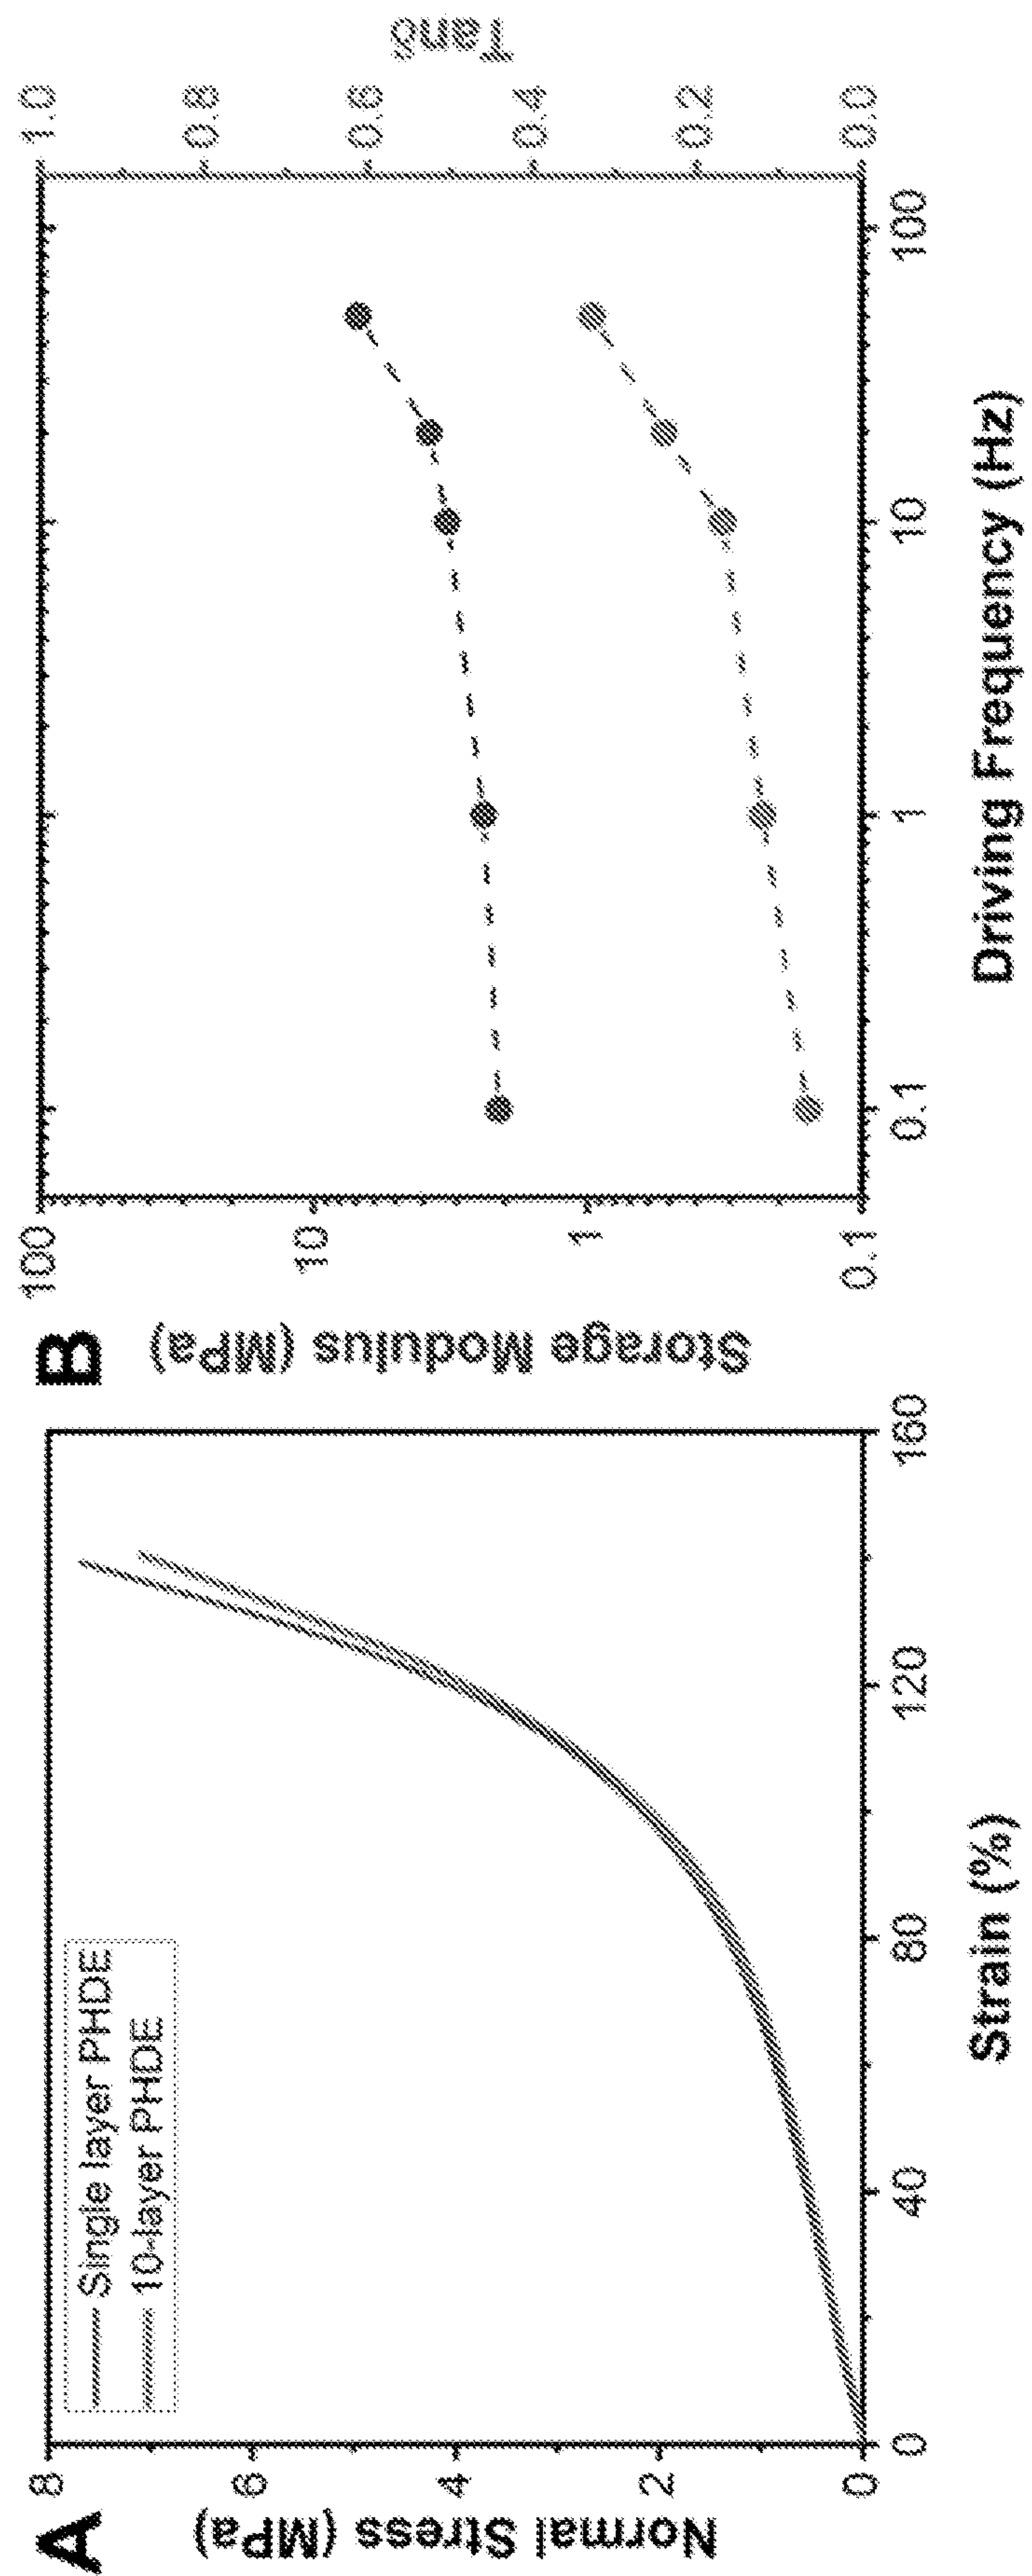 A
Normal Stress (MPa)
8
6
4
2
0
Single layer PHDE
10-layer PHDE
0
40
80
120
160
Strain (%)
B
Storage Modulus (MPa)
100
10
1
0.1
0.1
1
10
100
Driving Frequency (Hz)
1.0
0.8
0.6
0.4
0.2
0.0
Tanδ